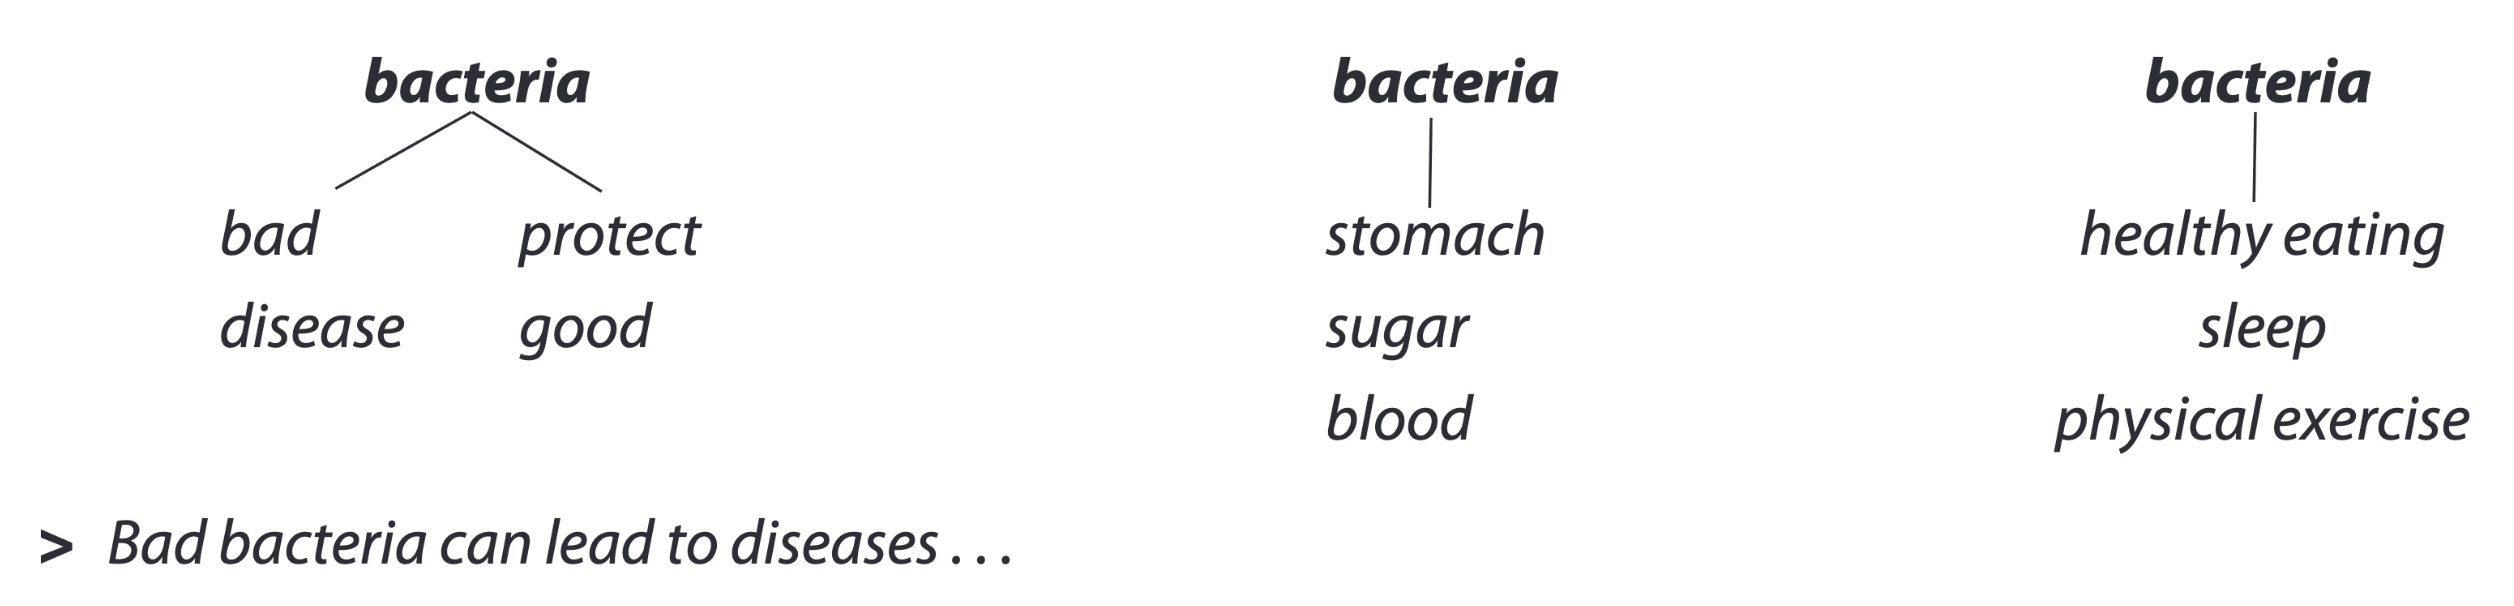 bacteria bacteria bacteria
bad protect stomach healthy eating
disease good sugar sleep
blood physical exercise
> Bad bacteria can lead to diseases . . .